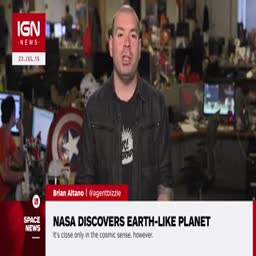 IGN
NEWS
23.JUL.15
Brian Altano | @agentbizzle
SPACE
NEWS
NASA DISCOVERS EARTH-LIKE PLANET
It's close only in the cosmic sense, however.